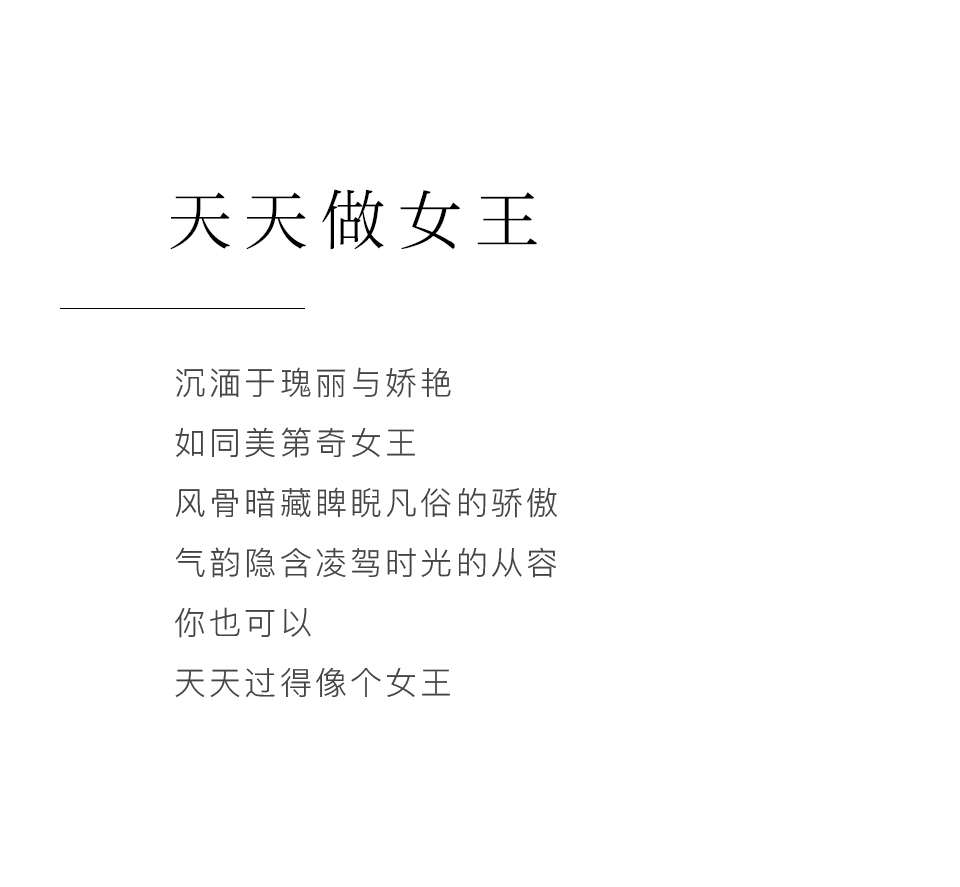 天天做女王
沉湎于瑰丽与娇艳
如同美第奇女王
风骨暗藏睥睨凡俗的骄傲
气韵隐含凌驾时光的从容
你也可以
天天过得像个女王